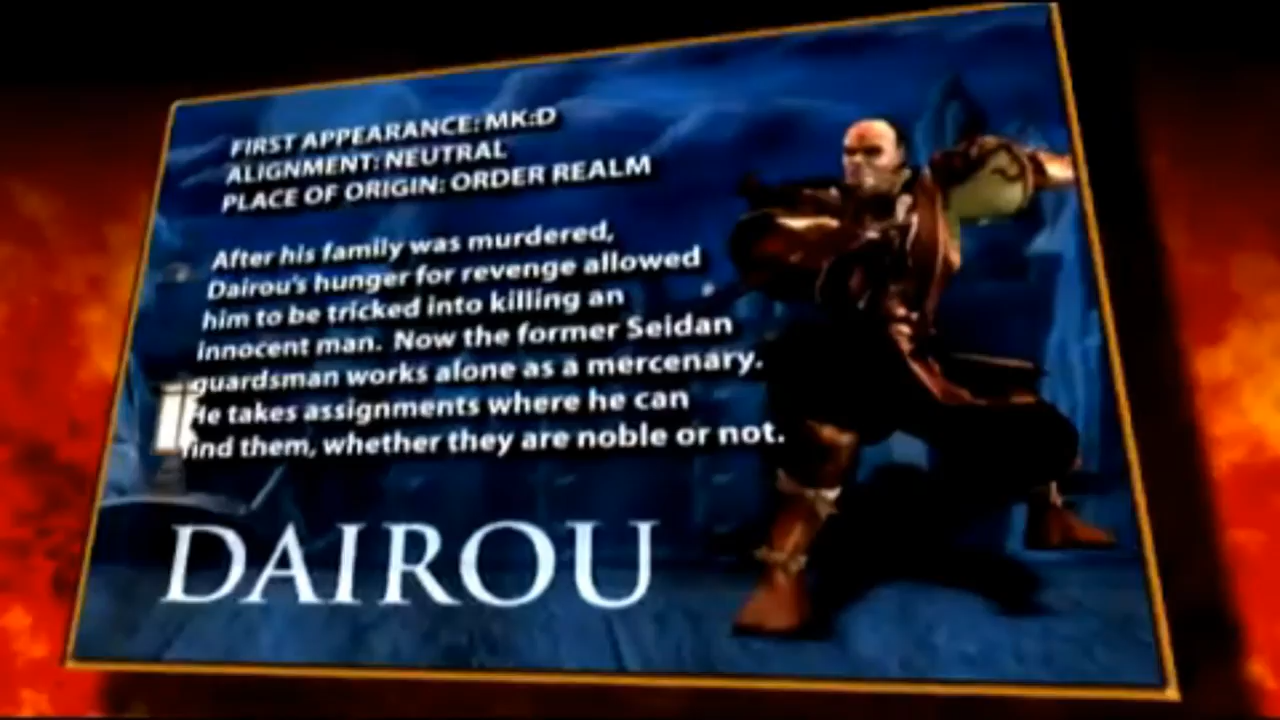 FIRST APPEARANCE: MK:D
ALIGNMENT: NEUTRAL
PLACE OF ORIGIN: ORDER REALM
After his family was murdered,
Dairou's hunger for revenge allowed
him to be tricked into killing an
innocent man. Now the former Seidan
guardsman works alone as a mercenary.
He takes assignments where he can
find them, whether they are noble or not.
DAIROU